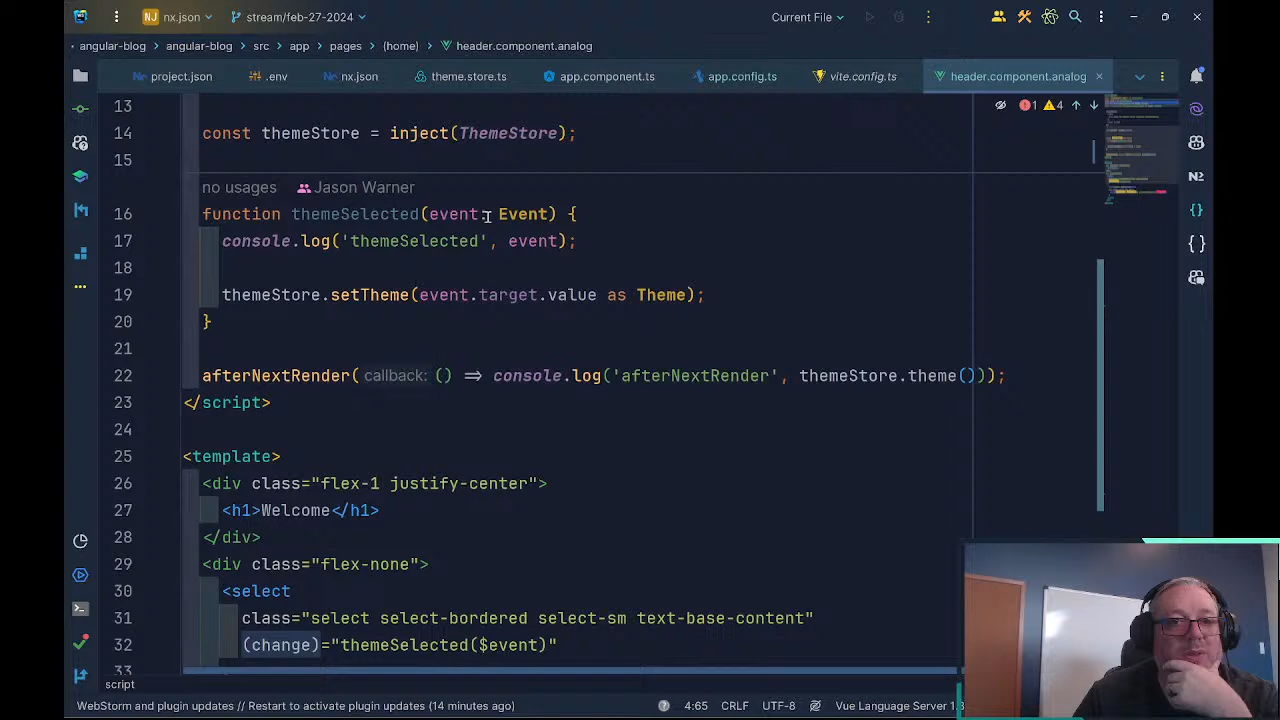 NJ nx.json stream/feb-27-2024 Current File
angular-blog angular-blog src app pages (home) header.component.analog
project.json .env nx.json theme.store.ts app.component.ts app.config.ts vite.config.ts header.component.analog
13 1 4
14 const themeStore = inject(ThemeStore);
15
no usages Jason Warner
16 function themeSelected(event: Event) {
17 console.log('themeSelected', event);
18
19 themeStore.setTheme(event.target.value as Theme);
20 }
21
22 afterNextRender( callback: () => console.log('afterNextRender', themeStore.theme()));
23 </script>
24
25 <template>
26 <div class="flex-1 justify-center">
27 <h1>Welcome</h1>
28 </div>
29 <div class="flex-none">
30 <select
31 class="select select-bordered select-sm text-base-content"
32 (change)="themeSelected($event)"
33
script
WebStorm and plugin updates // Restart to activate plugin updates (14 minutes ago) 4:65 CRLF UTF-8 Vue Language Server